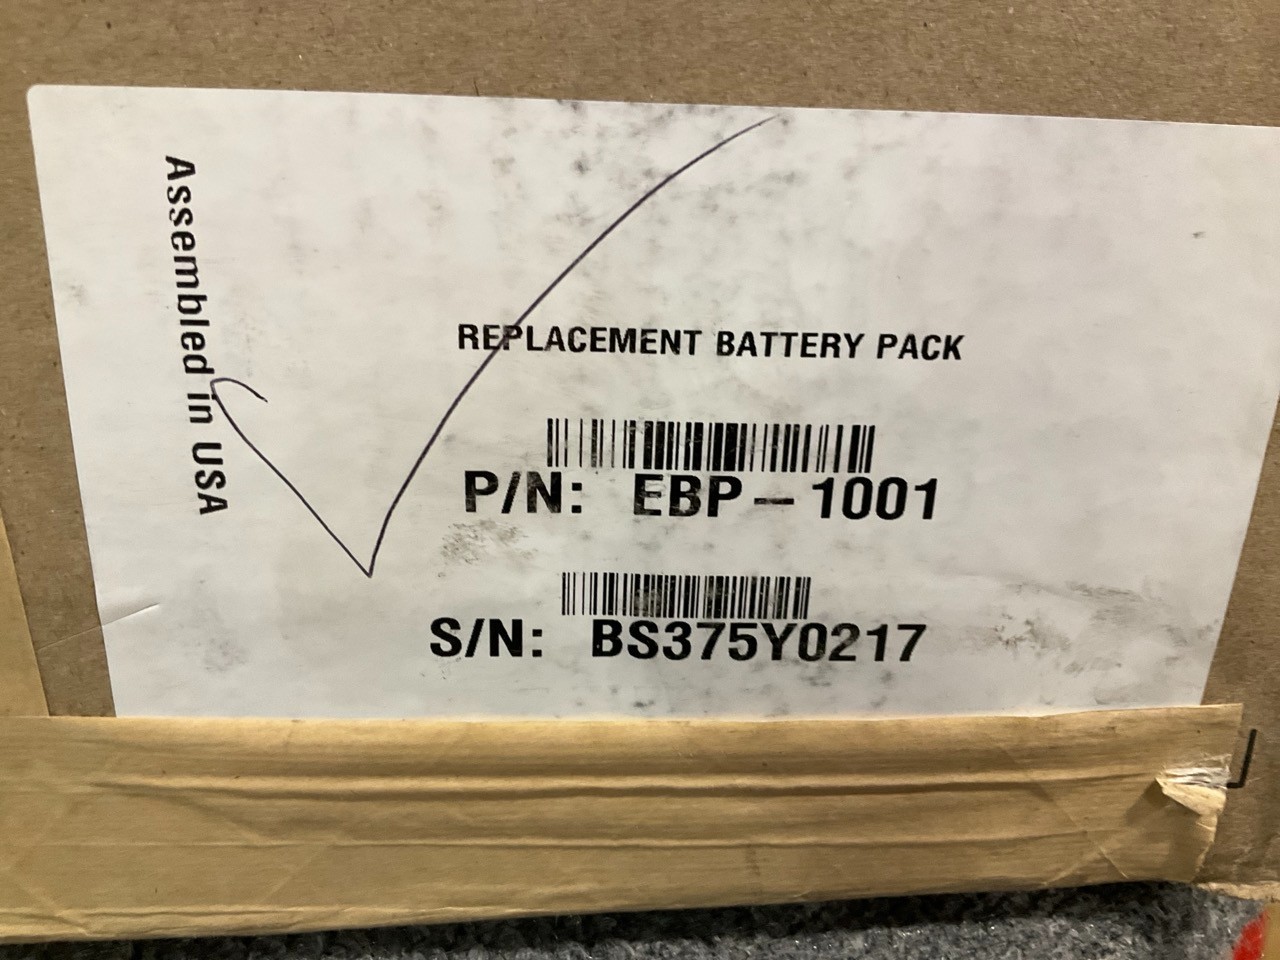 Assembled in USA
REPLACEMENT BATTERY PACK
P/N: EBP-1001
S/N: BS375Y0217